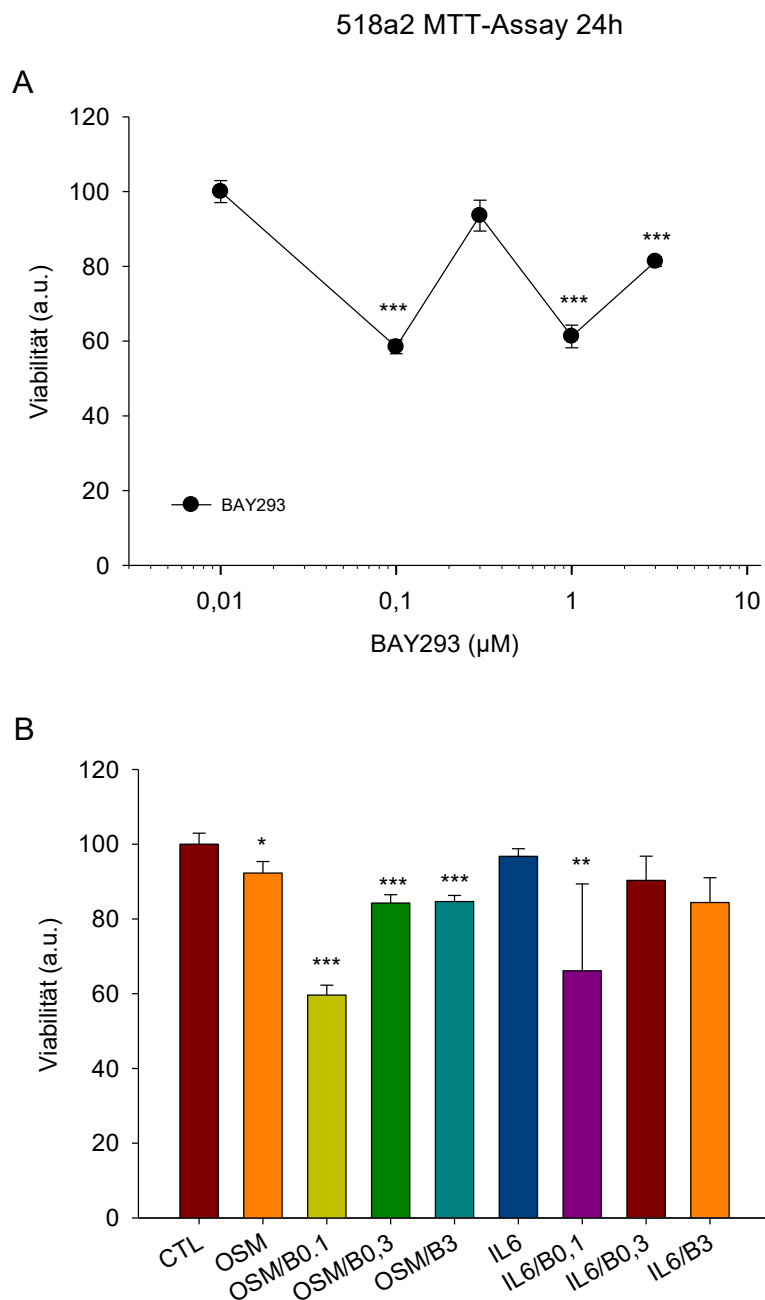 518a2 MTT-Assay 24h
A
120
100
80
60
40
20
0
Viabilität (a.u.)
***
***
***
BAY293
0,01
0,1
1
10
BAY293 (µM)
B
120
100
80
60
40
20
0
Viabilität (a.u.)
*
***
***
***
**
CTL
OSM
OSM/B0.1
OSM/B0,3
OSM/B3
IL6
IL6/B0,1
IL6/B0,3
IL6/B3